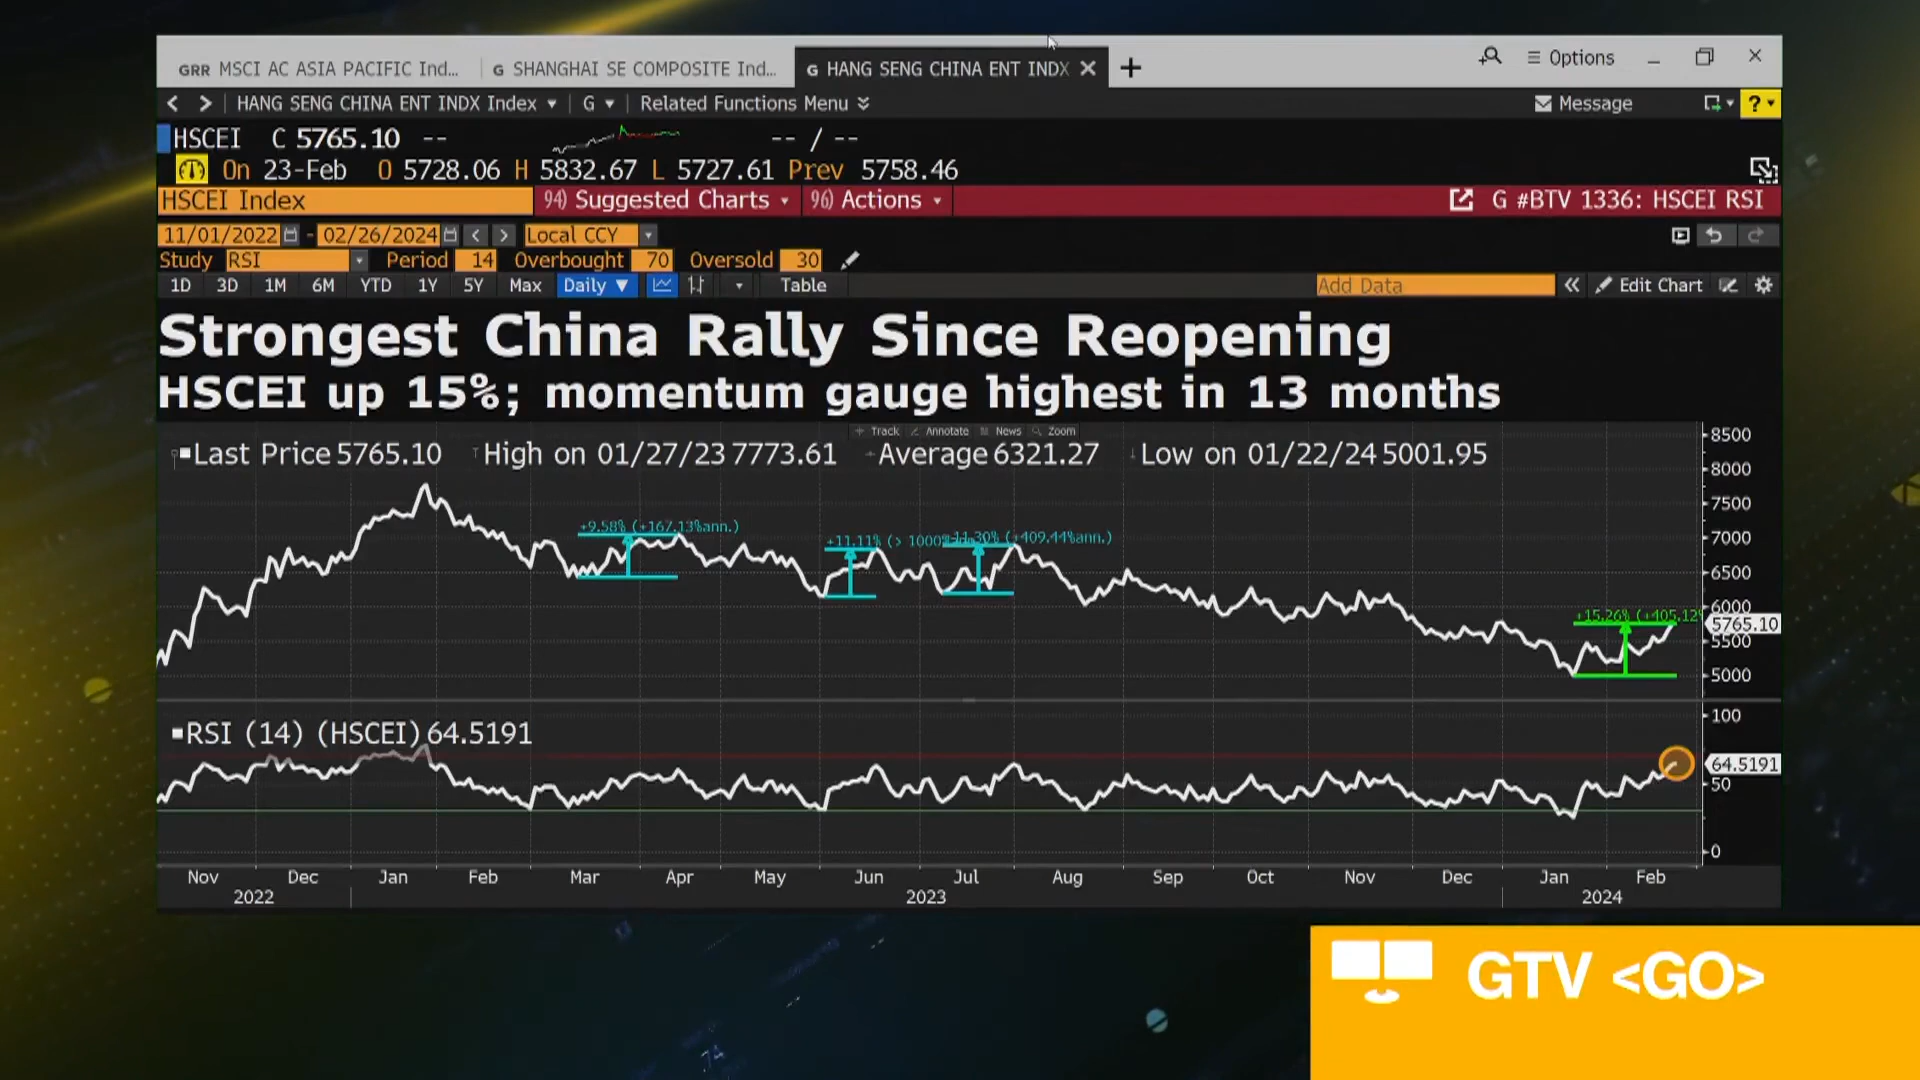 GRR MSCI AC ASIA PACIFIC Ind... G SHANGHAI SE COMPOSITE Ind... G HANG SENG CHINA ENT INDX Options
HANG SENG CHINA ENT INDX Index G Related Functions Menu Message ?
HSCEI C 5765.10 -- -- / --
On 23-Feb O 5728.06 H 5832.67 L 5727.61 Prev 5758.46
HSCEI Index 94) Suggested Charts 96) Actions G #BTV 1336: HSCEI RSI
11/01/2022 - 02/26/2024 Local CCY
Study RSI Period 14 Overbought 70 Oversold 30
1D 3D 1M 6M YTD 1Y 5Y Max Daily Table Add Data Edit Chart
Strongest China Rally Since Reopening
HSCEI up 15%; momentum gauge highest in 13 months
Track Annotate News Zoom
Last Price 5765.10 High on 01/27/23 7773.61 Average 6321.27 Low on 01/22/24 5001.95
8500
8000
7500
7000
6500
6000
5765.10
5500
5000
+9.58% (+167.13%ann.)
+11.11% (> 1000%
11.30% (+409.44%ann.)
+15.26% (+405.12%
RSI (14) (HSCEI) 64.5191
100
64.5191
50
0
Nov Dec Jan Feb Mar Apr May Jun Jul Aug Sep Oct Nov Dec Jan Feb
2022 2023 2024
GTV <GO>